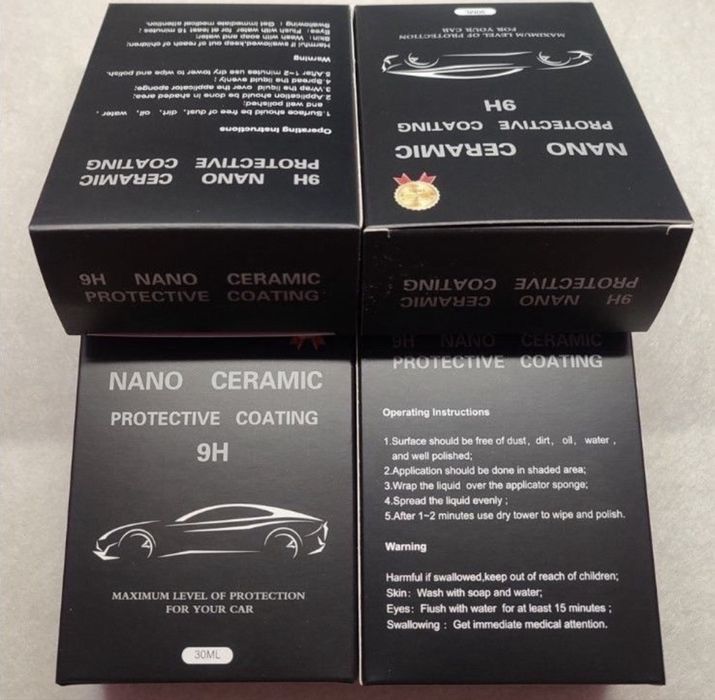 9H NANO CERAMIC
PROTECTIVE COATING
Operating Instructions
1.Surface should be free of dust, dirt, oil, water ,
and well polished;
2.Application should be done in shaded area;
3.Wrap the liquid over the applicator sponge;
4.Spread the liquid evenly ;
5.After 1~2 minutes use dry tower to wipe and polish.
Warning
Harmful if swallowed,keep out of reach of children;
Skin: Wash with soap and water;
Eyes: Fiush with water for at least 15 minutes ;
Swallowing : Get immediate medical attention.
9H NANO CERAMIC
PROTECTIVE COATING
NANO CERAMIC
PROTECTIVE COATING
9H
MAXIMUM LEVEL OF PROTECTION
FOR YOUR CAR
30ML
9H NANO CERAMIC
PROTECTIVE COATING
NANO CERAMIC
PROTECTIVE COATING
9H
MAXIMUM LEVEL OF PROTECTION
FOR YOUR CAR
30ML
9H NANO CERAMIC
PROTECTIVE COATING
Operating Instructions
1.Surface should be free of dust, dirt, oil, water ,
and well polished;
2.Application should be done in shaded area;
3.Wrap the liquid over the applicator sponge;
4.Spread the liquid evenly ;
5.After 1~2 minutes use dry tower to wipe and polish.
Warning
Harmful if swallowed,keep out of reach of children;
Skin: Wash with soap and water;
Eyes: Fiush with water for at least 15 minutes ;
Swallowing : Get immediate medical attention.